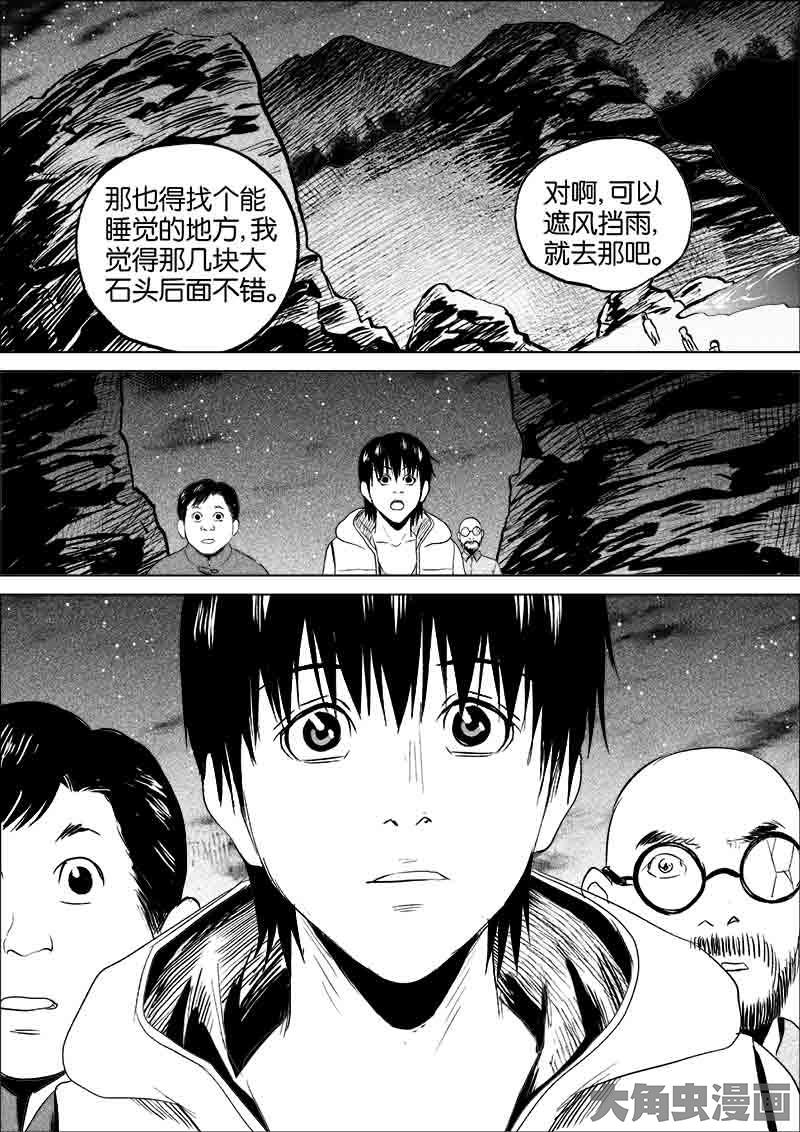 那也得找个能
睡觉的地方,我
觉得那几块大
石头后面不错。
对啊,可以
遮风挡雨,
就去那吧。
大角虫漫画